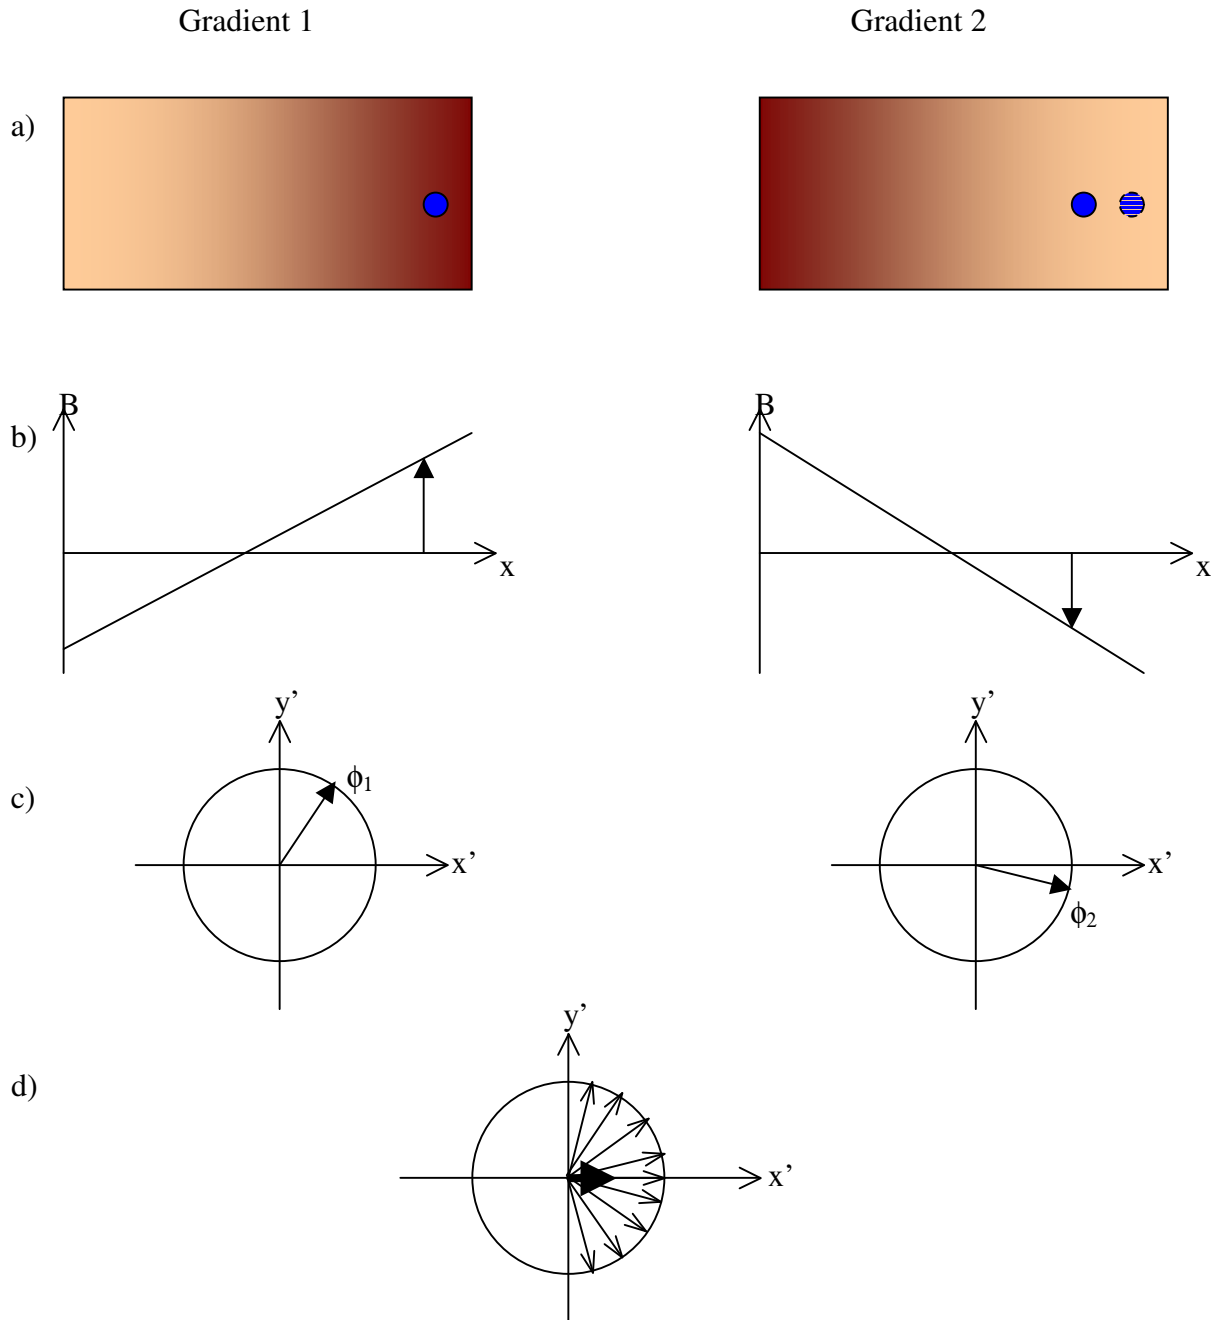 Gradient 1 Gradient 2
a)
b)
B B
x x
c)
y’ y’
ϕ1
x’ x’
ϕ2
d)
y’
x’